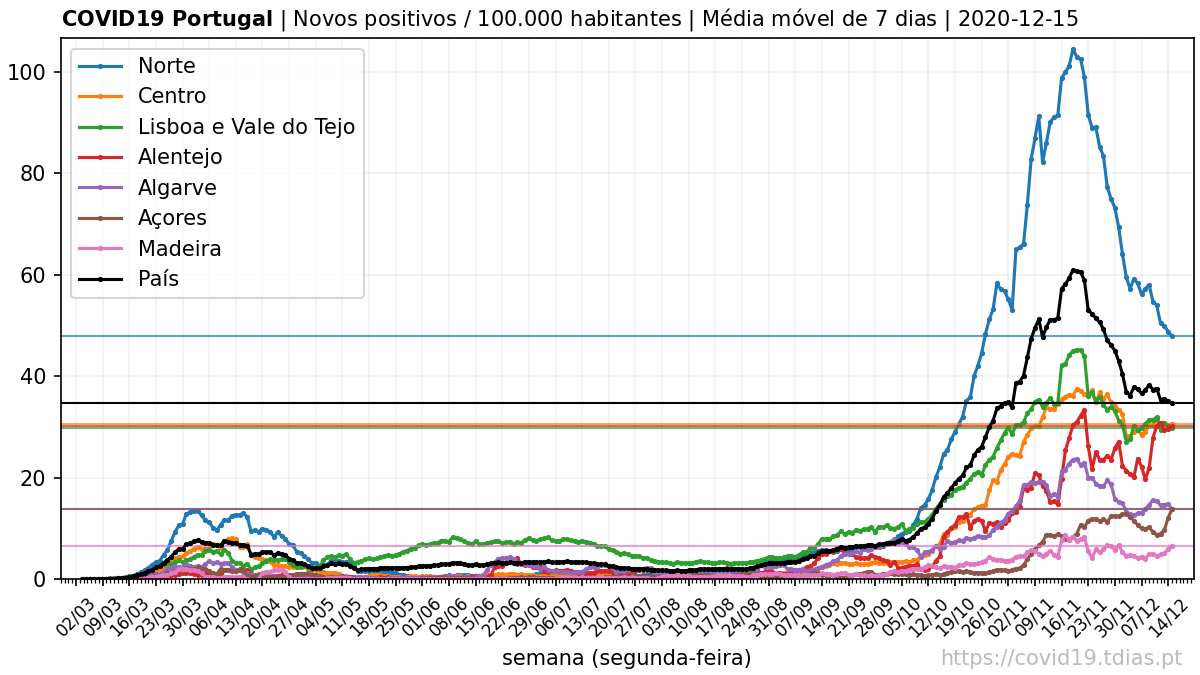 COVID19 Portugal | Novos positivos / 100.000 habitantes | Média móvel de 7 dias | 2020-12-15
Norte
Centro
Lisboa e Vale do Tejo
Alentejo
Algarve
Açores
Madeira
País
100
80
60
40
20
0
02/03 09/03 16/03 23/03 30/03 06/04 13/04 20/04 27/04 04/05 11/05 18/05 25/05 01/06 08/06 15/06 22/06 29/06 06/07 13/07 20/07 27/07 03/08 10/08 17/08 24/08 31/08 07/09 14/09 21/09 28/09 05/10 12/10 19/10 26/10 02/11 09/11 16/11 23/11 30/11 07/12 14/12
semana (segunda-feira)
https://covid19.tdias.pt